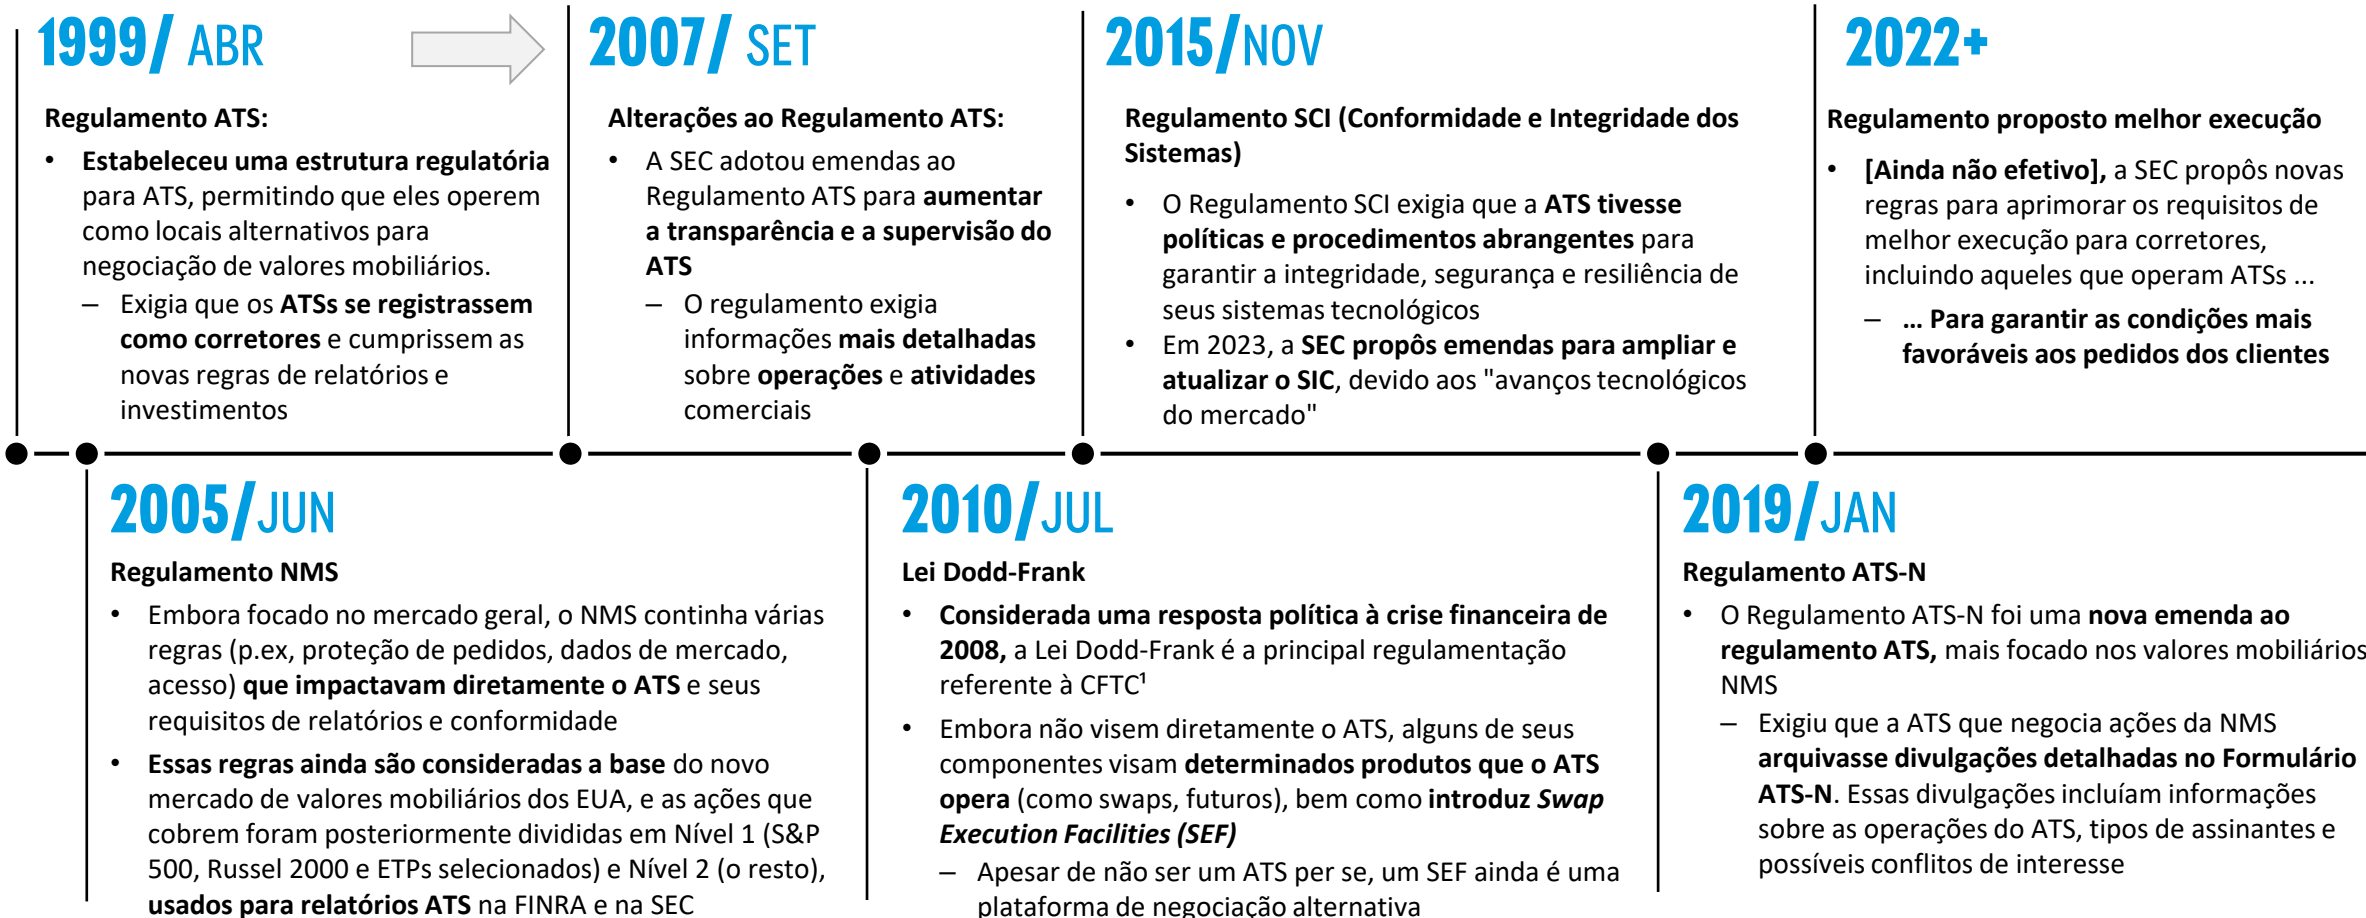 1999/ ABR
Regulamento ATS:
• Estabeleceu uma estrutura regulatória
para ATS, permitindo que eles operem
como locais alternativos para
negociação de valores mobiliários.
– Exigia que os ATSs se registrassem
como corretores e cumprissem as
novas regras de relatórios e
investimentos
2005/JUN
Regulamento NMS
• Embora focado no mercado geral, o NMS continha várias
regras (p.ex, proteção de pedidos, dados de mercado,
acesso) que impactavam diretamente o ATS e seus
requisitos de relatórios e conformidade
• Essas regras ainda são consideradas a base do novo
mercado de valores mobiliários dos EUA, e as ações que
cobrem foram posteriormente divididas em Nível 1 (S&P
500, Russel 2000 e ETPs selecionados) e Nível 2 (o resto),
usados para relatórios ATS na FINRA e na SEC
2007/ SET
Alterações ao Regulamento ATS:
• A SEC adotou emendas ao
Regulamento ATS para aumentar
a transparência e a supervisão do
ATS
– O regulamento exigia
informações mais detalhadas
sobre operações e atividades
comerciais
2010/JUL
Lei Dodd-Frank
• Considerada uma resposta política à crise financeira de
2008, a Lei Dodd-Frank é a principal regulamentação
referente à CFTC¹
• Embora não visem diretamente o ATS, alguns de seus
componentes visam determinados produtos que o ATS
opera (como swaps, futuros), bem como introduz Swap
Execution Facilities (SEF)
– Apesar de não ser um ATS per se, um SEF ainda é uma
plataforma de negociação alternativa
2015/NOV
Regulamento SCI (Conformidade e Integridade dos
Sistemas)
• O Regulamento SCI exigia que a ATS tivesse
políticas e procedimentos abrangentes para
garantir a integridade, segurança e resiliência de
seus sistemas tecnológicos
• Em 2023, a SEC propôs emendas para ampliar e
atualizar o SIC, devido aos "avanços tecnológicos
do mercado"
2019/JAN
Regulamento ATS-N
• O Regulamento ATS-N foi uma nova emenda ao
regulamento ATS, mais focado nos valores mobiliários
NMS
– Exigiu que a ATS que negocia ações da NMS
arquivasse divulgações detalhadas no Formulário
ATS-N. Essas divulgações incluíam informações
sobre as operações do ATS, tipos de assinantes e
possíveis conflitos de interesse
2022+
Regulamento proposto melhor execução
• [Ainda não efetivo], a SEC propôs novas
regras para aprimorar os requisitos de
melhor execução para corretores,
incluindo aqueles que operam ATSs ...
– … Para garantir as condições mais
favoráveis aos pedidos dos clientes